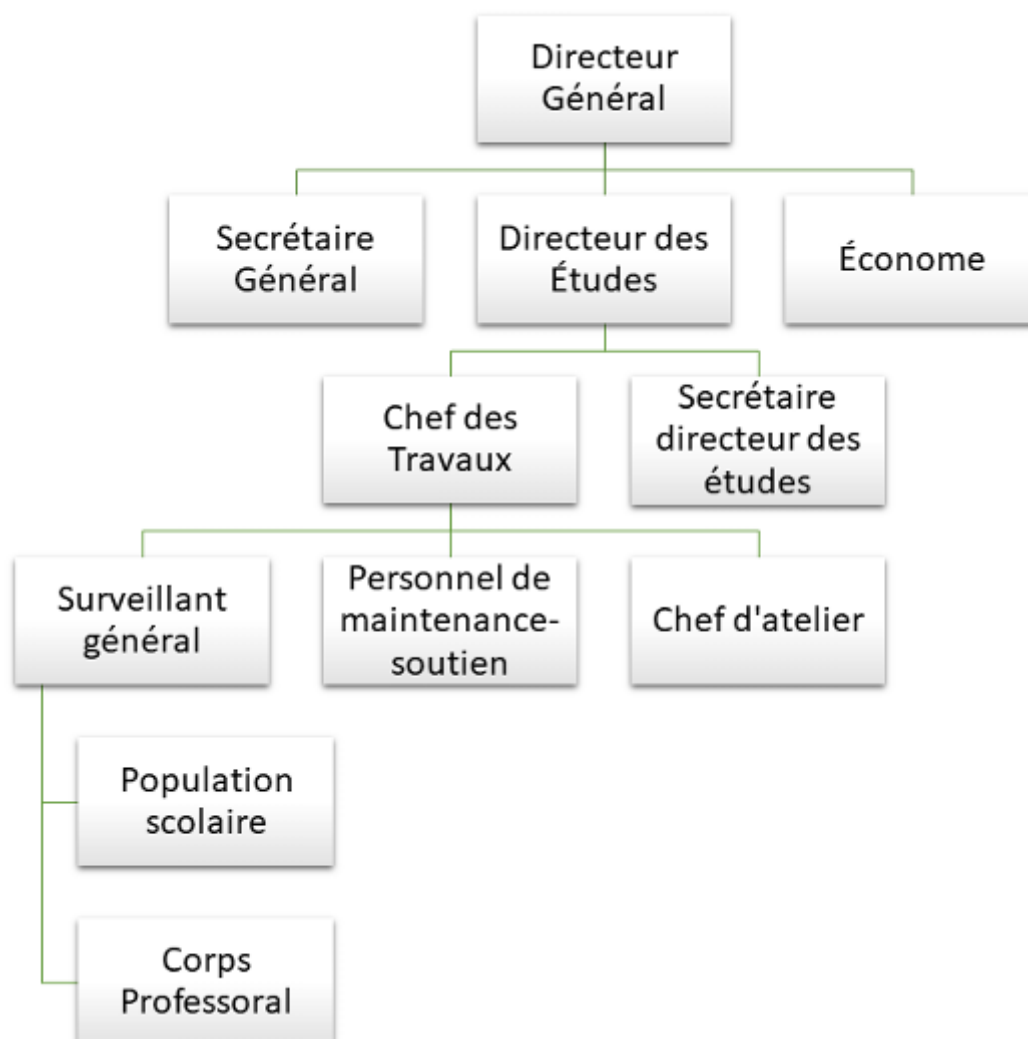 Directeur
Général
Secrétaire
Général
Directeur des
Études
Économe
Chef des
Travaux
Secrétaire
directeur des
études
Surveillant
général
Personnel de
maintenance-
soutien
Chef d'atelier
Population
scolaire
Corps
Professoral